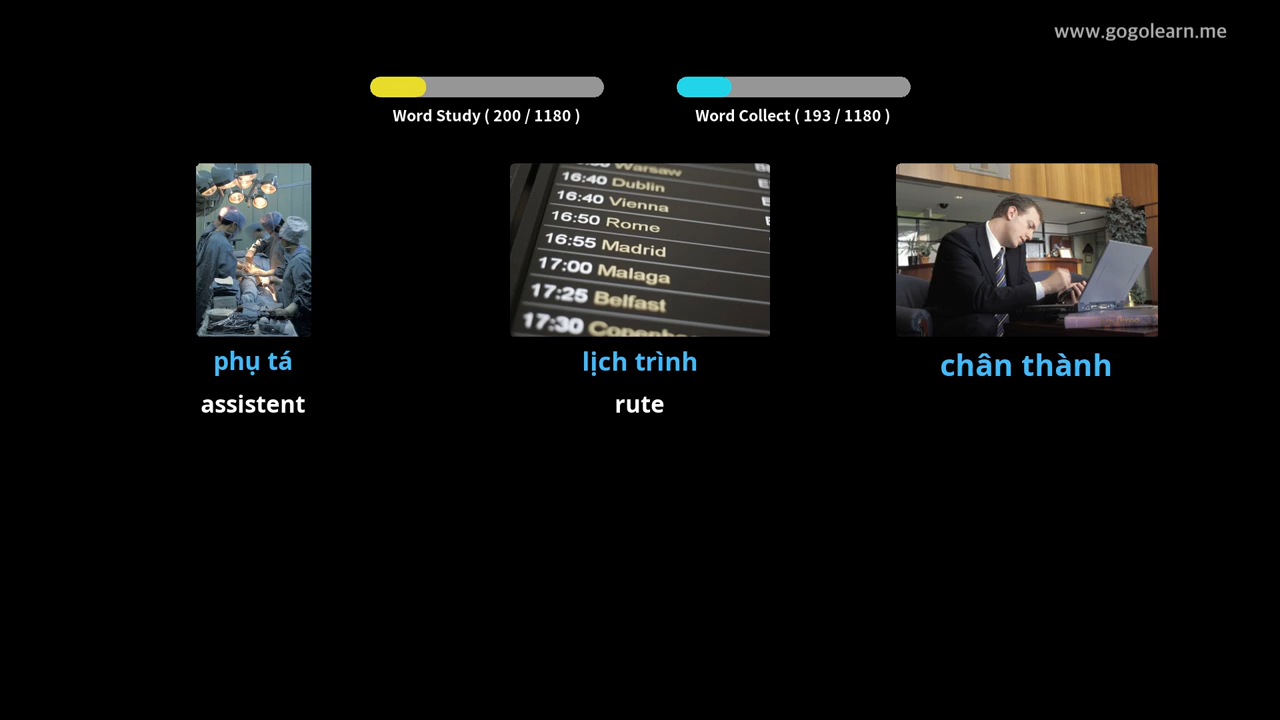 www.gogolearn.me
Word Study ( 200 / 1180 )
Word Collect ( 193 / 1180 )
Warsaw
16:40 Dublin
16:40 Vienna
16:50 Rome
16:55 Madrid
17:00 Malaga
17:25 Belfast
17:30
phụ tá
lịch trình
chân thành
assistent
rute